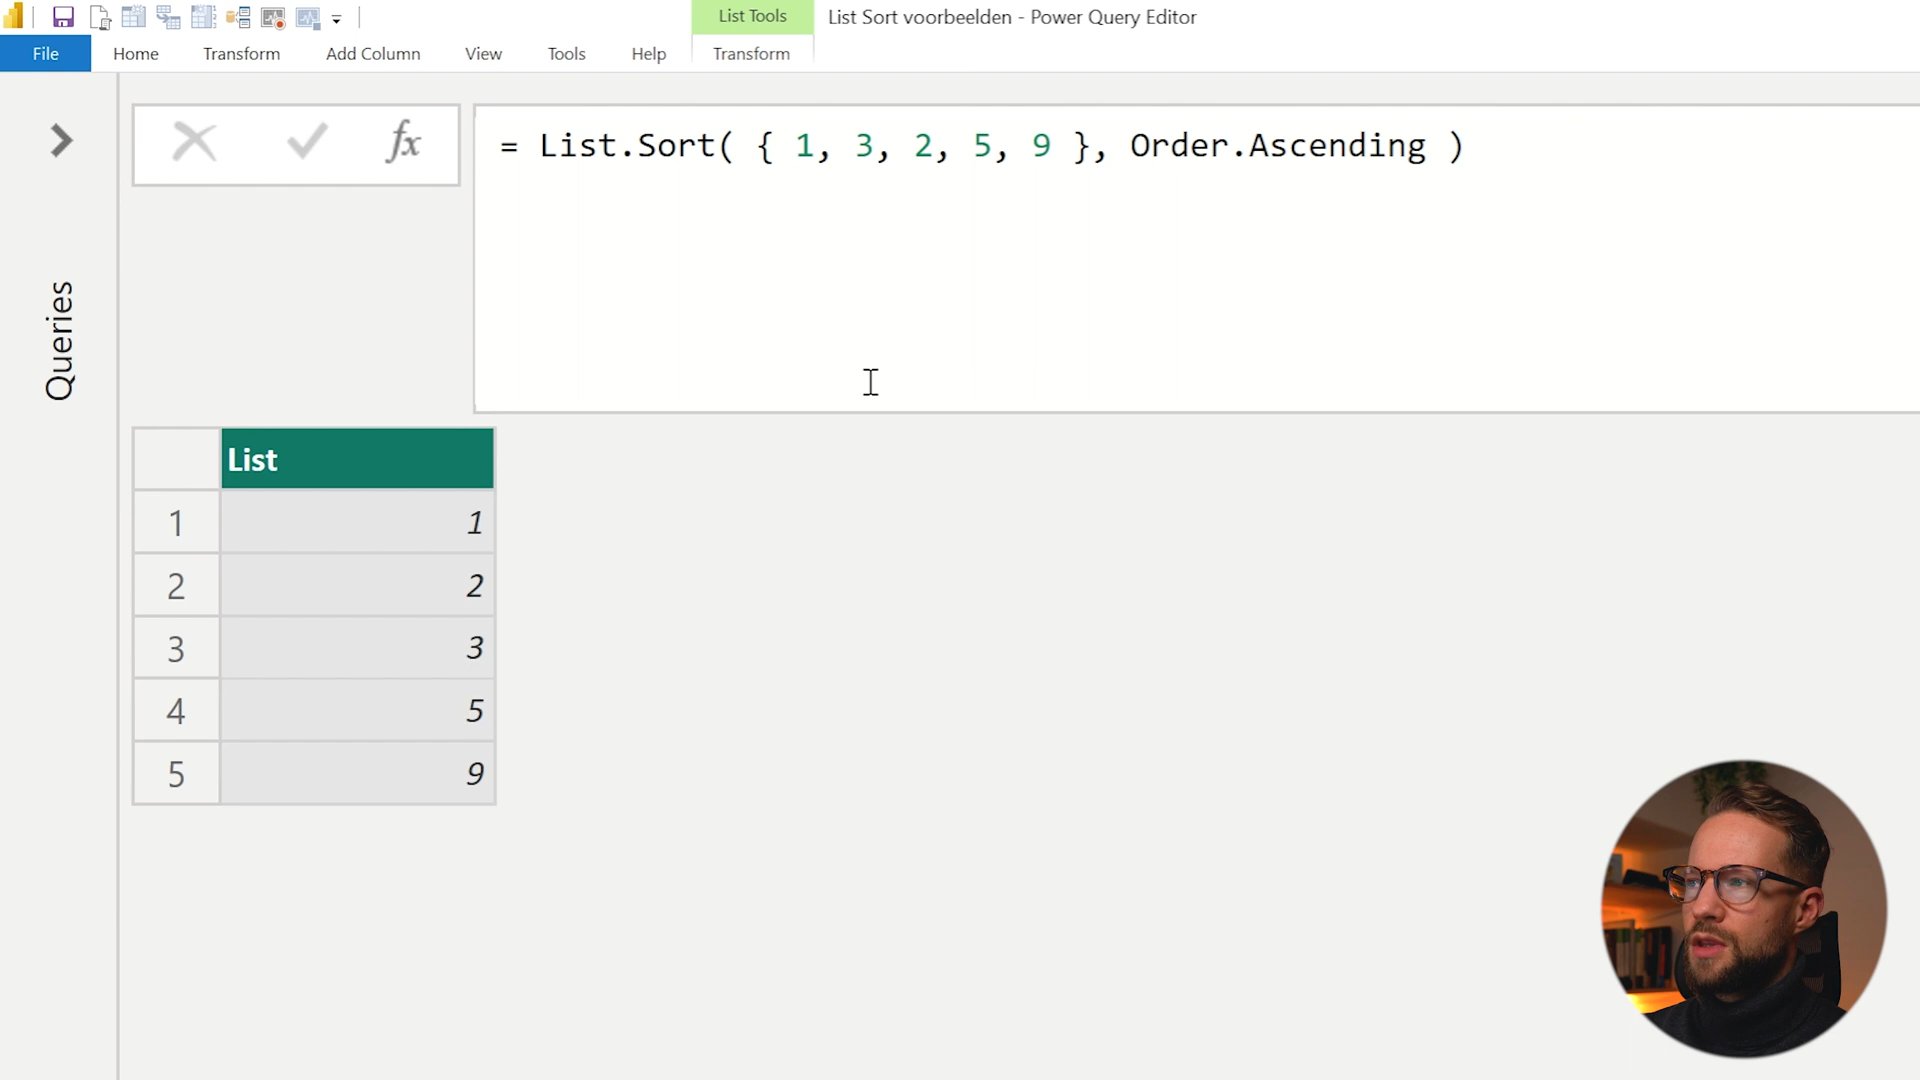 List Tools
List Sort voorbeelden - Power Query Editor
File
Home
Transform
Add Column
View
Tools
Help
Transform
fx
= List.Sort( { 1, 3, 2, 5, 9 }, Order.Ascending )
Queries
List
1 1
2 2
3 3
4 5
5 9